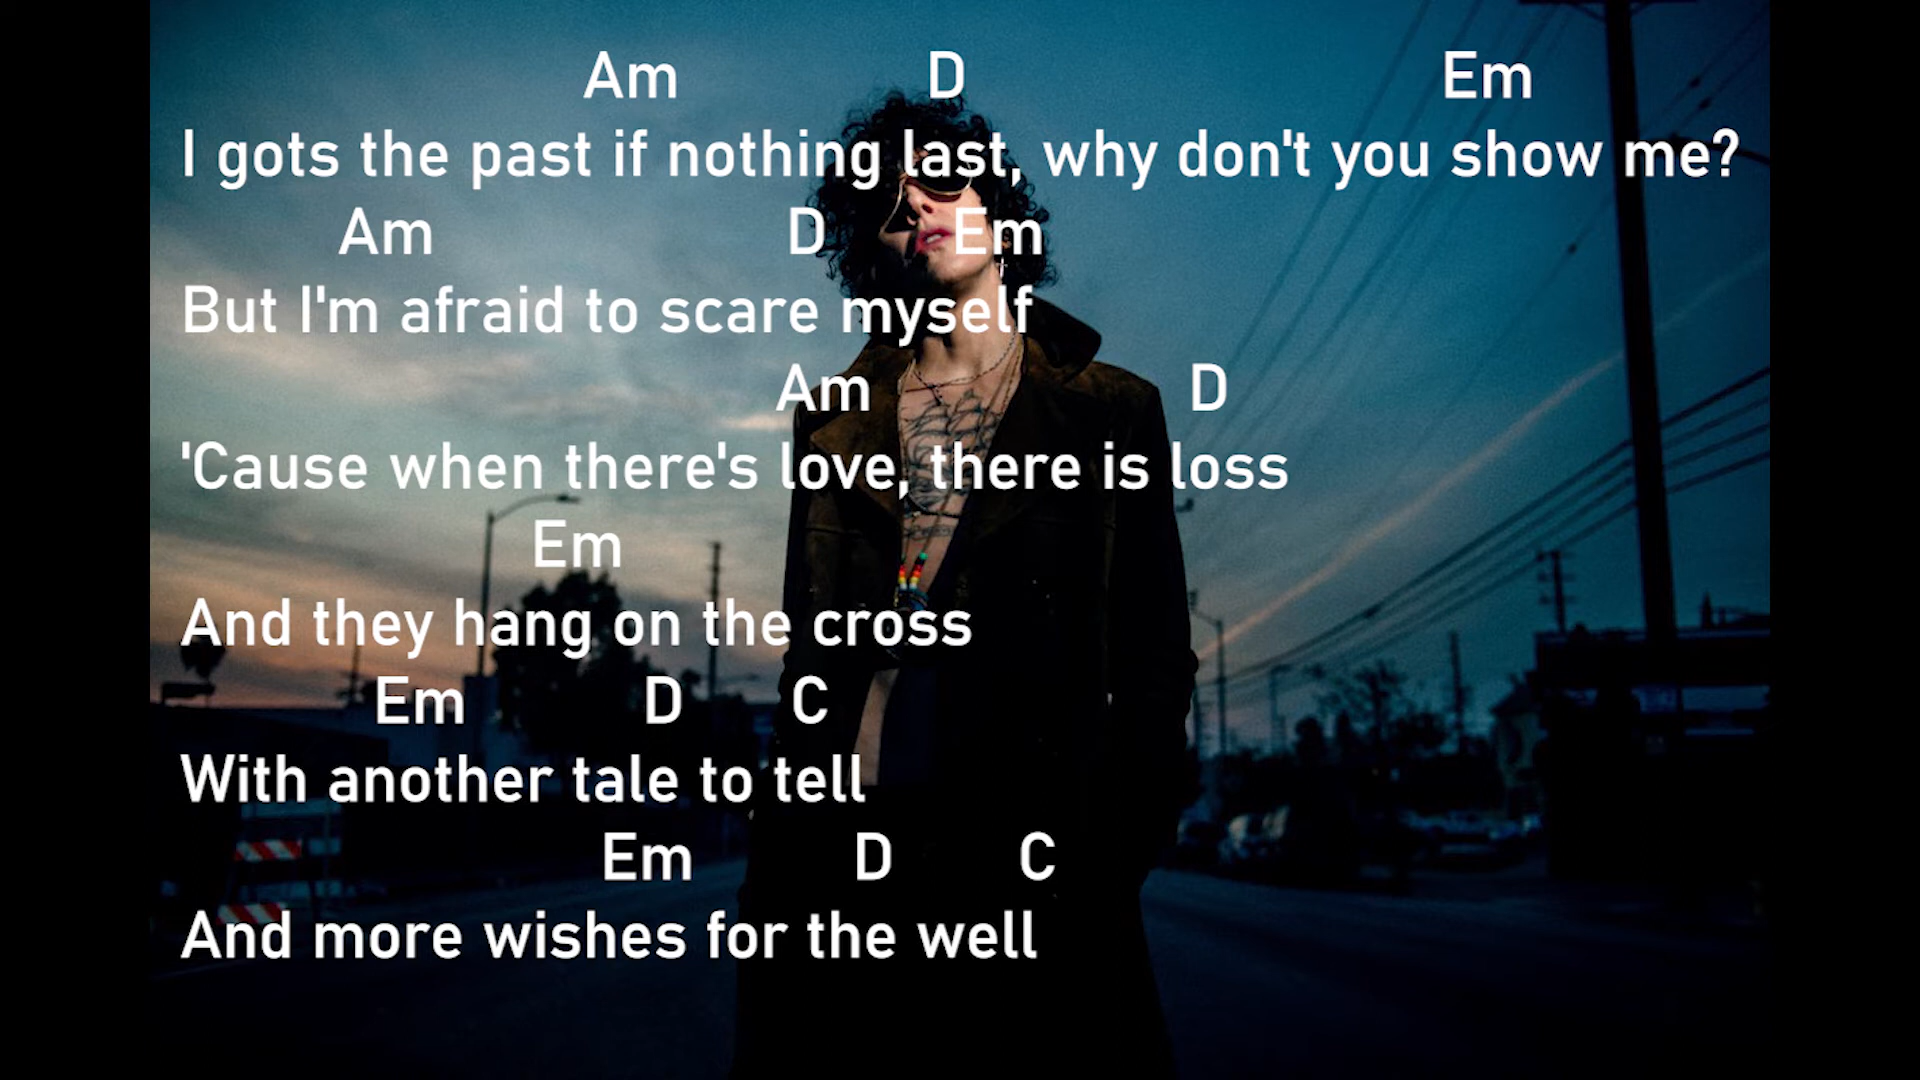 Am D Em
I gots the past if nothing last, why don't you show me?
Am D Em
But I'm afraid to scare myself
Am D
'Cause when there's love, there is loss
Em
And they hang on the cross
Em D C
With another tale to tell
Em D C
And more wishes for the well